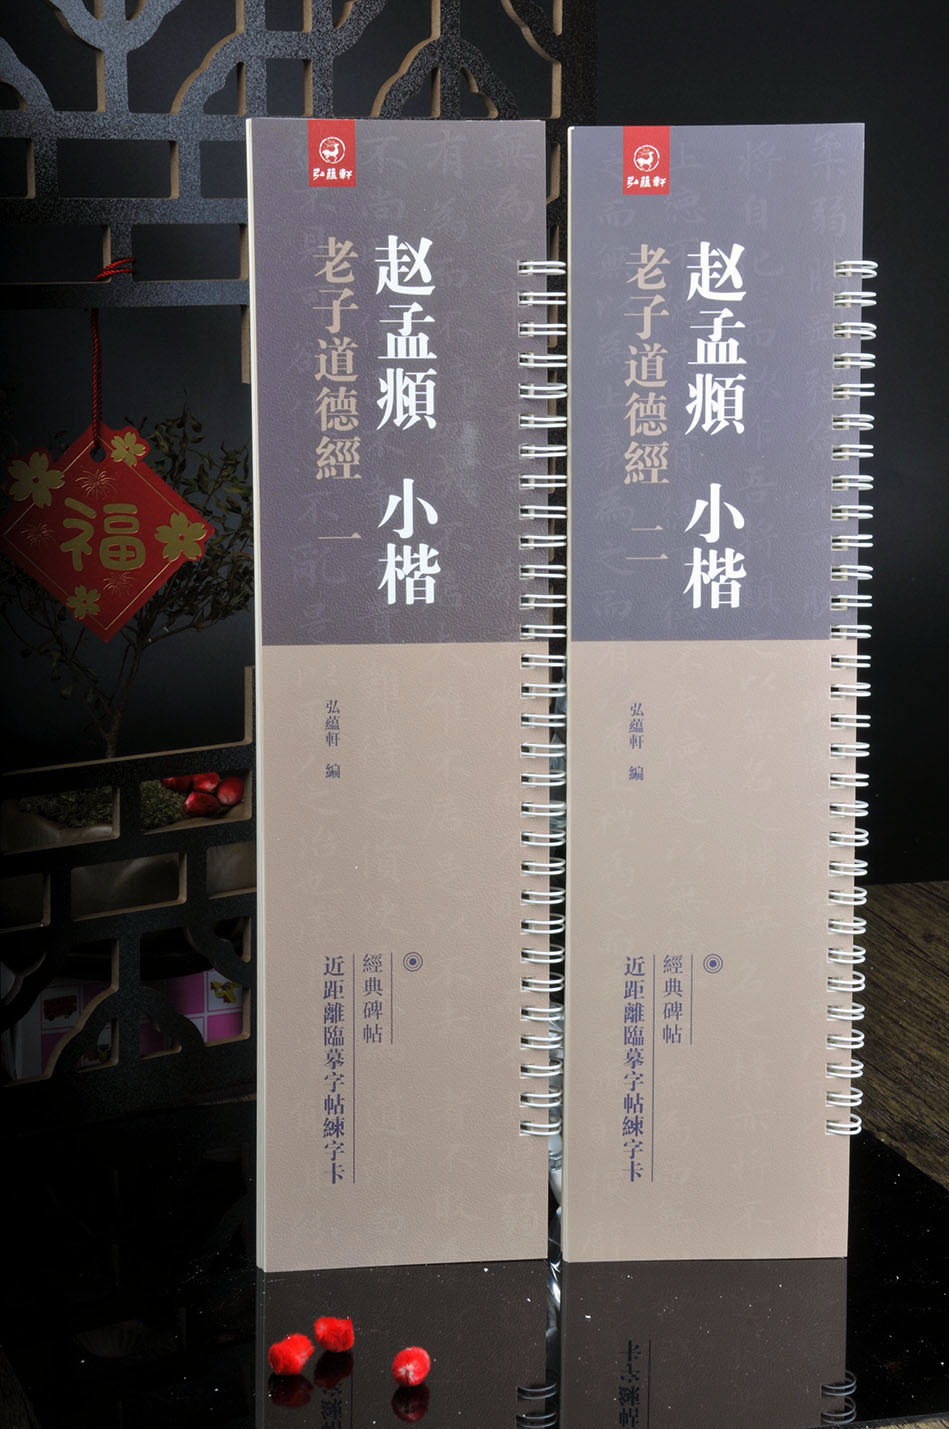 弘蕴軒
赵孟頫 小楷
老子道德經 一
弘蘊軒 編
經典碑帖
近距離臨摹字帖練字卡
弘蕴軒
赵孟頫 小楷
老子道德經 二
弘蘊軒 編
經典碑帖
近距離臨摹字帖練字卡
福